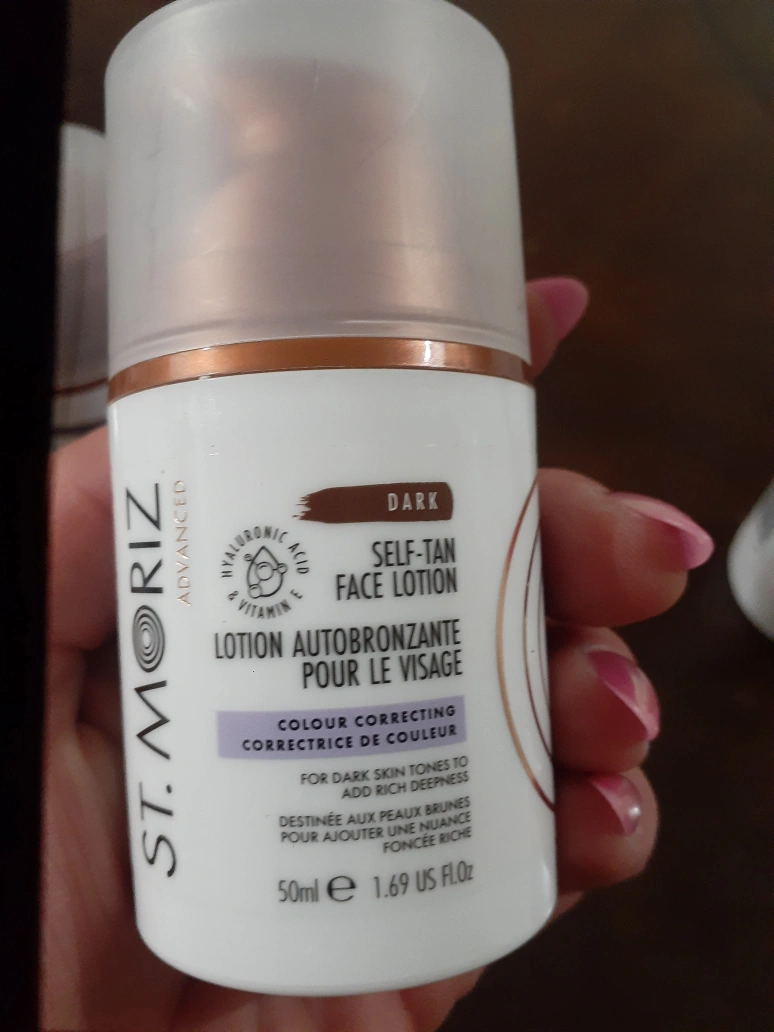 ST. MORIZ
ADVANCED
DARK
HYALURONIC ACID
& VITAMIN E
SELF-TAN
FACE LOTION
LOTION AUTOBRONZANTE
POUR LE VISAGE
COLOUR CORRECTING
CORRECTRICE DE COULEUR
FOR DARK SKIN TONES TO
ADD RICH DEEPNESS
DESTINÉE AUX PEAUX BRUNES
POUR AJOUTER UNE NUANCE
FONCÉE RICHE
50ml e 1.69 US Fl.Oz